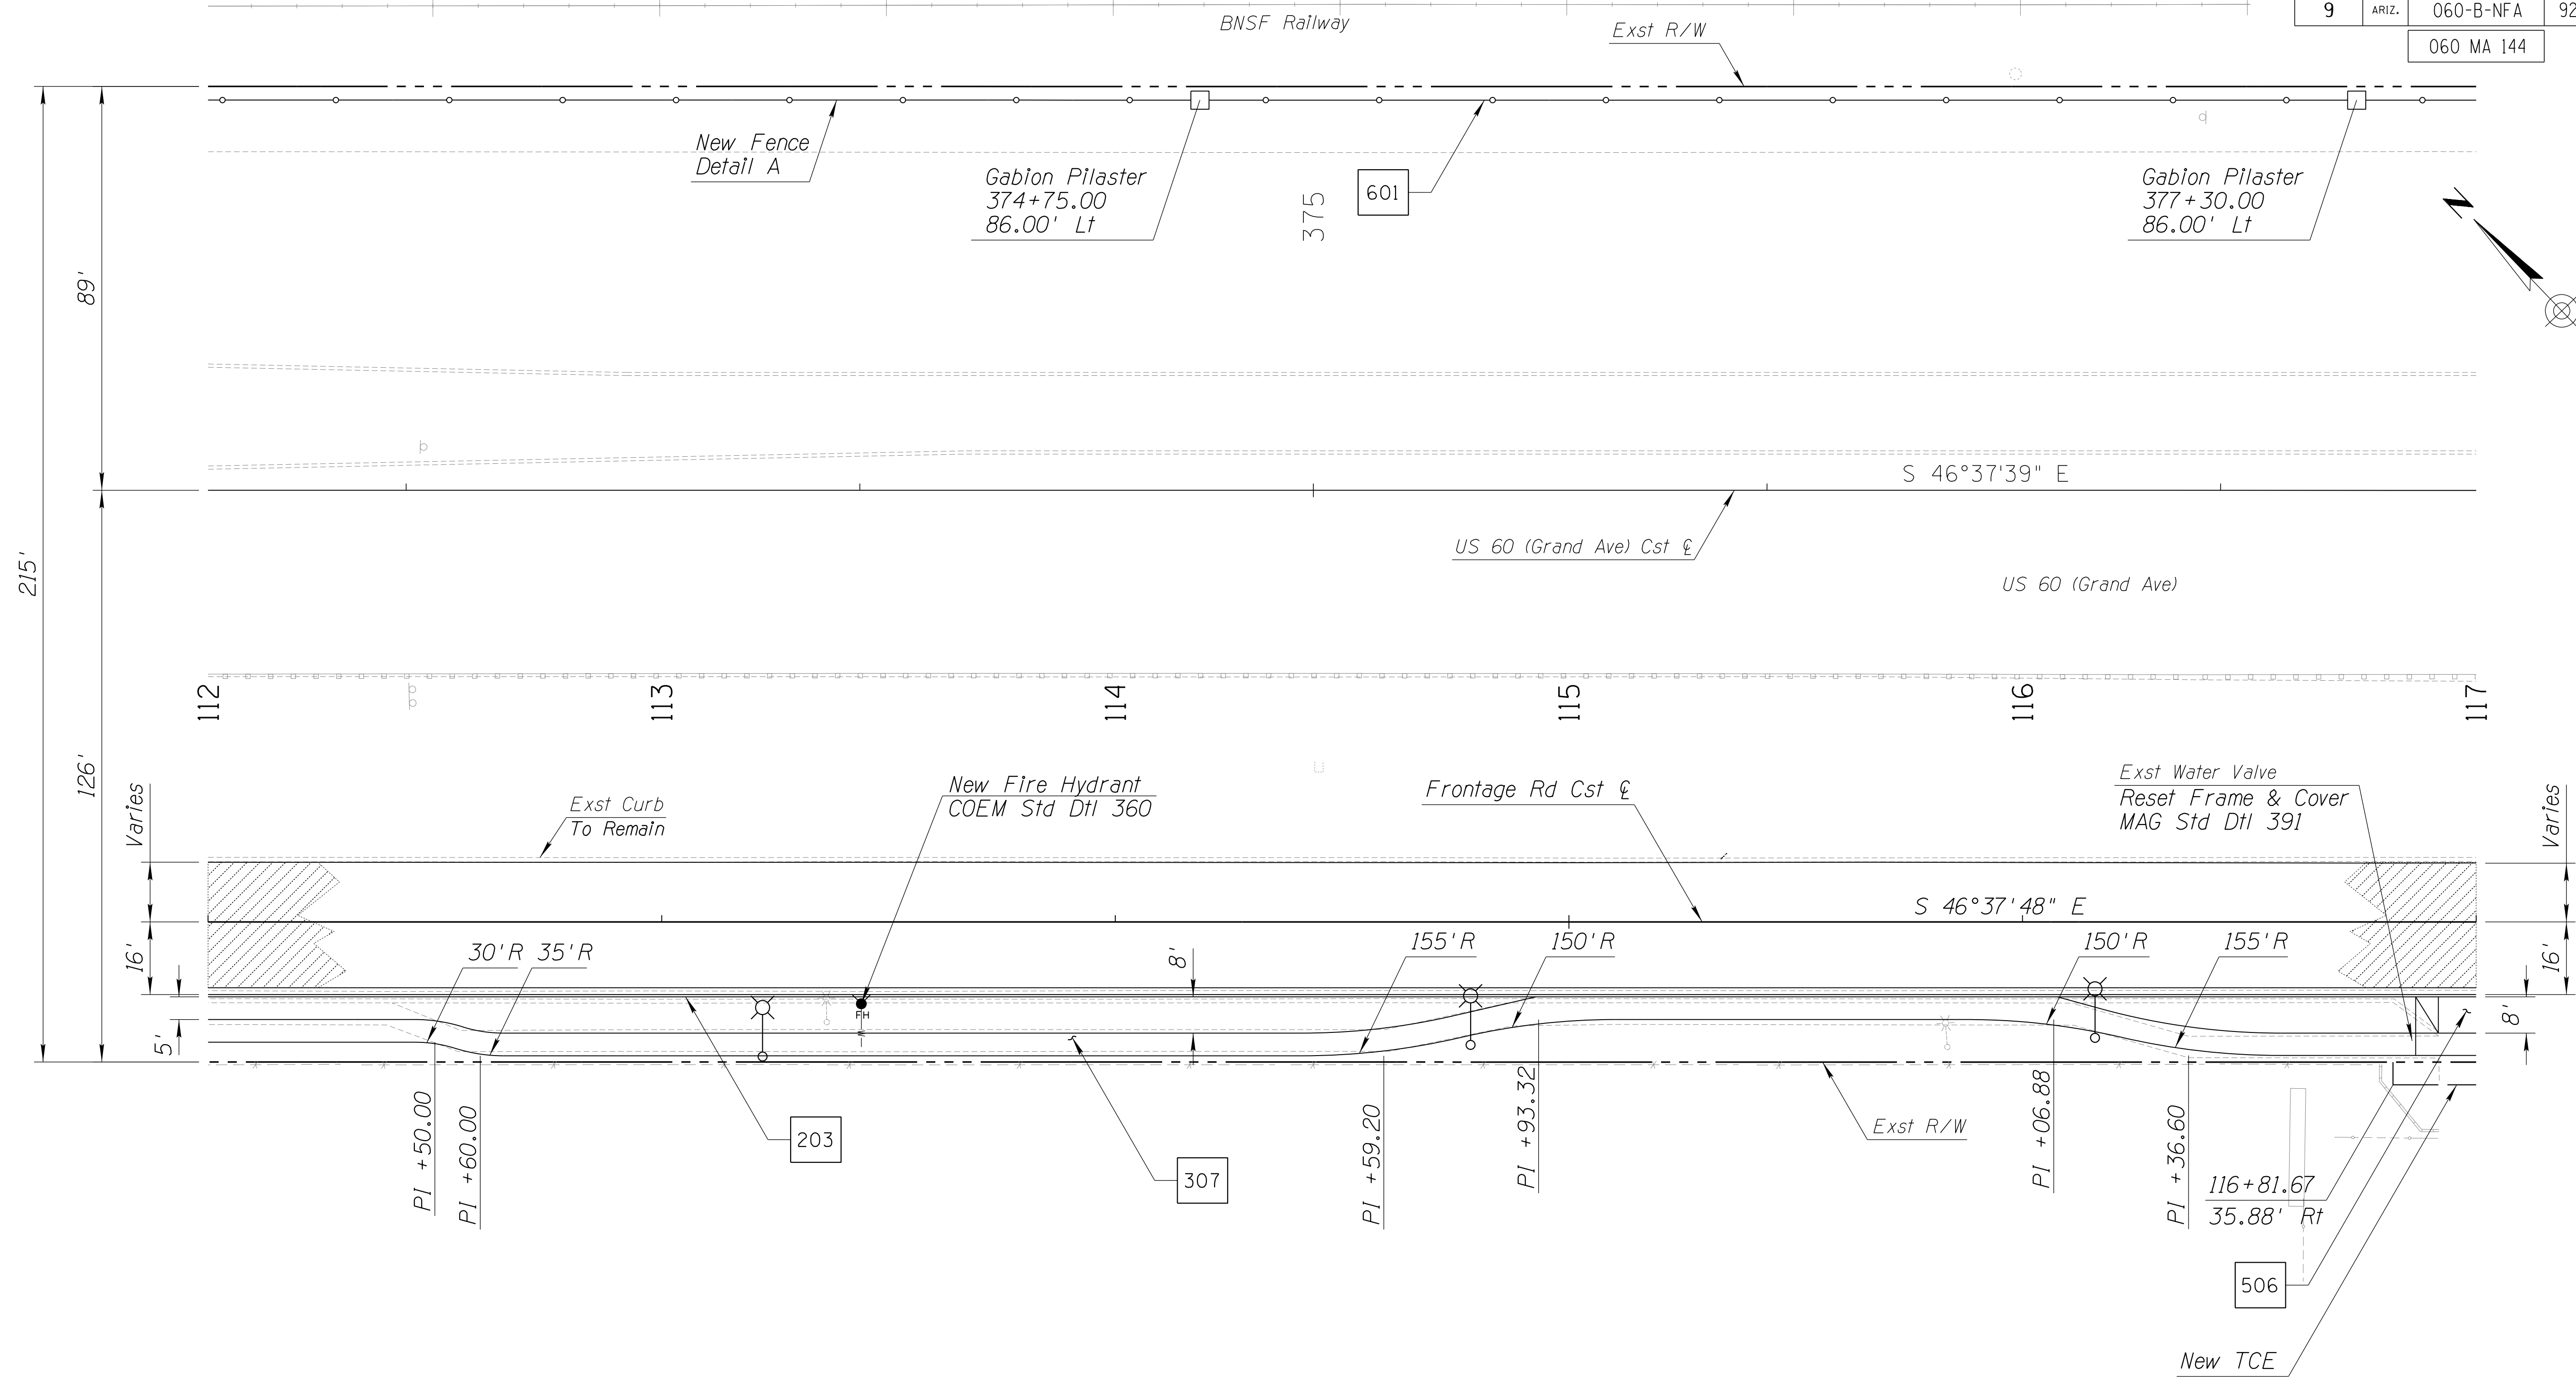 BNSF Railway
Exst R/W
9
ARIZ.
060-B-NFA
92
060 MA 144
New Fence
Detail A
Gabion Pilaster
374+75.00
86.00' Lt
375
601
Gabion Pilaster
377+30.00
86.00' Lt
N
89'
215'
126'
S 46°37'39" E
US 60 (Grand Ave) Cst ℄
US 60 (Grand Ave)
112
113
114
115
116
117
Varies
Exst Curb
To Remain
New Fire Hydrant
COEM Std Dtl 360
Frontage Rd Cst ℄
Exst Water Valve
Reset Frame & Cover
MAG Std Dtl 391
Varies
S 46°37'48" E
16'
30'R
35'R
8'
155'R
150'R
150'R
155'R
16'
5'
FH
8'
PI +50.00
PI +60.00
203
307
PI +59.20
PI +93.32
Exst R/W
PI +06.88
PI +36.60
116+81.67
35.88' Rt
506
New TCE